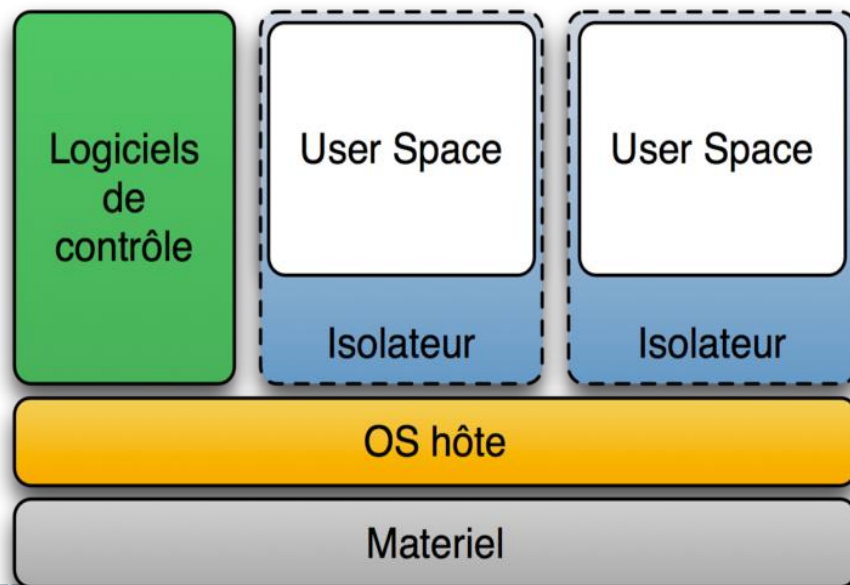 Logiciels
de
contrôle
User Space
Isolateur
User Space
Isolateur
OS hôte
Materiel